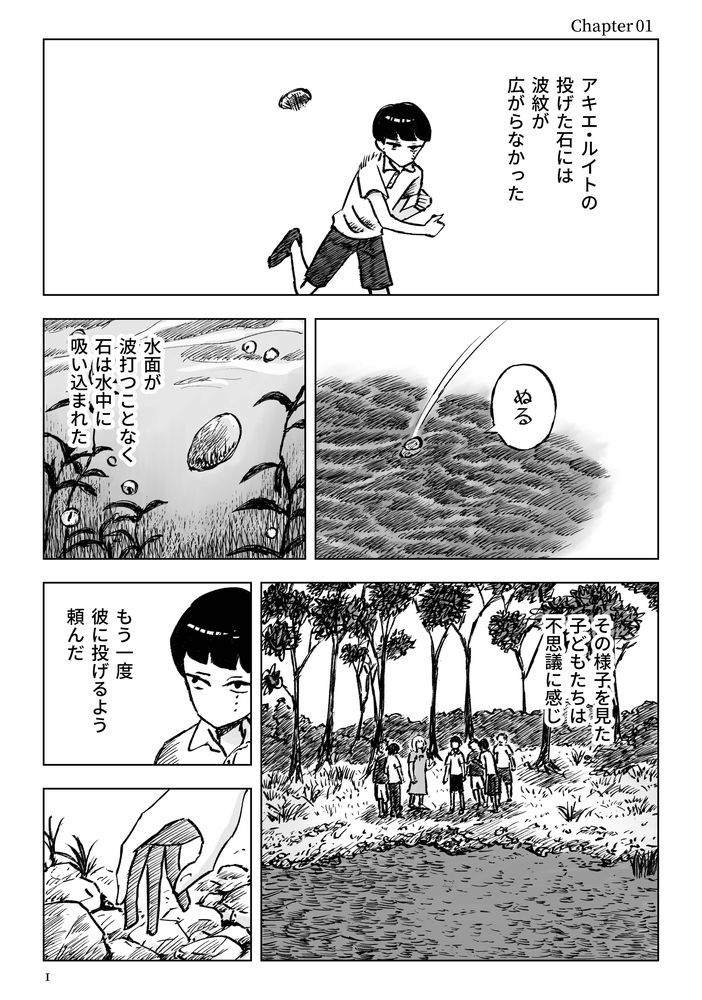 Chapter 01
アキエ・ルイトの
投げた石には
波紋が
広がらなかった
ぬる
水面が
波打つことなく
石は水中に
吸い込まれた
その様子を見た
子どもたちは
不思議に感じ
もう一度
彼に投げるよう
頼んだ
1